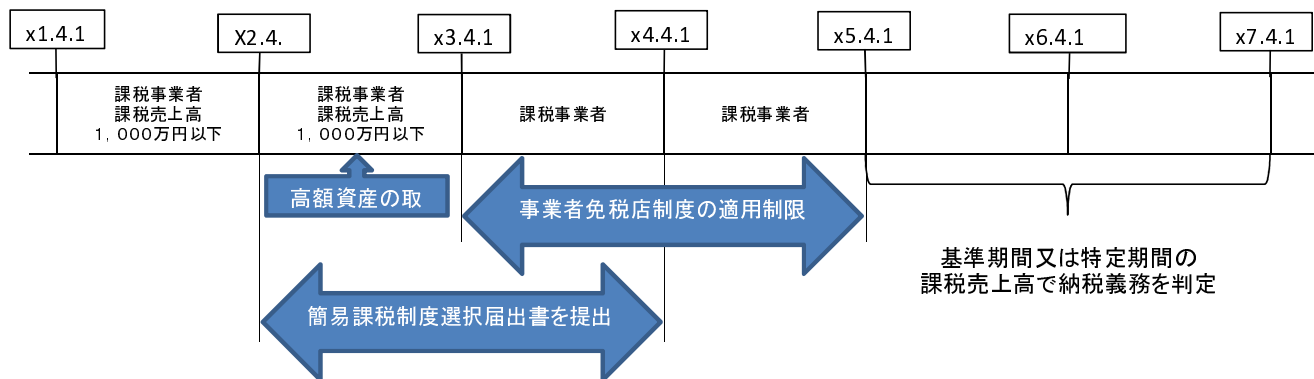 x1.4.1
X2.4.
x3.4.1
x4.4.1
x5.4.1
x6.4.1
x7.4.1
課税事業者
課税売上高
1,000万円以下
課税事業者
課税売上高
1,000万円以下
課税事業者
課税事業者
高額資産の取
事業者免税店制度の適用制限
簡易課税制度選択届出書を提出
基準期間又は特定期間の
課税売上高で納税義務を判定